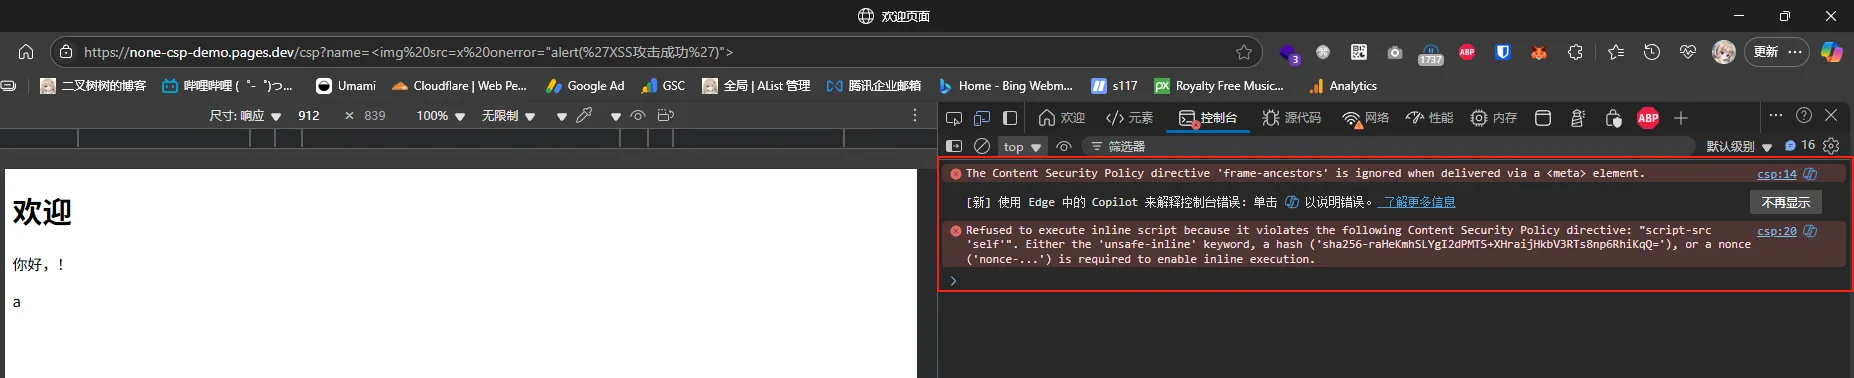 欢迎页面
https://none-csp-demo.pages.dev/csp?name=<img%20src=x%20onerror="alert(%27XSS攻击成功%27)">
3
1737
ABP
更新
二叉树树的博客
哔哩哔哩 ( ゜- ゜)つ...
Umami
Cloudflare | Web Pe...
Google Ad
GSC
全局 | AList 管理
腾讯企业邮箱
Home - Bing Webm...
s117
px
Royalty Free Music...
Analytics
尺寸: 响应 912 × 839 100% 无限制
欢迎 元素 控制台 源代码 网络 性能 内存 ABP
top 筛选器 默认级别 16
The Content Security Policy directive 'frame-ancestors' is ignored when delivered via a <meta> element. csp:14
[新] 使用 Edge 中的 Copilot 来解释控制台错误: 单击 以说明错误。 了解更多信息 不再显示
Refused to execute inline script because it violates the following Content Security Policy directive: "script-src csp:20
'self'". Either the 'unsafe-inline' keyword, a hash ('sha256-raHeKmhSLYgI2dPMTS+XHraijHkbV3RTs8np6RhiKqQ='), or a nonce
('nonce-...') is required to enable inline execution.
欢迎
你好，!
a